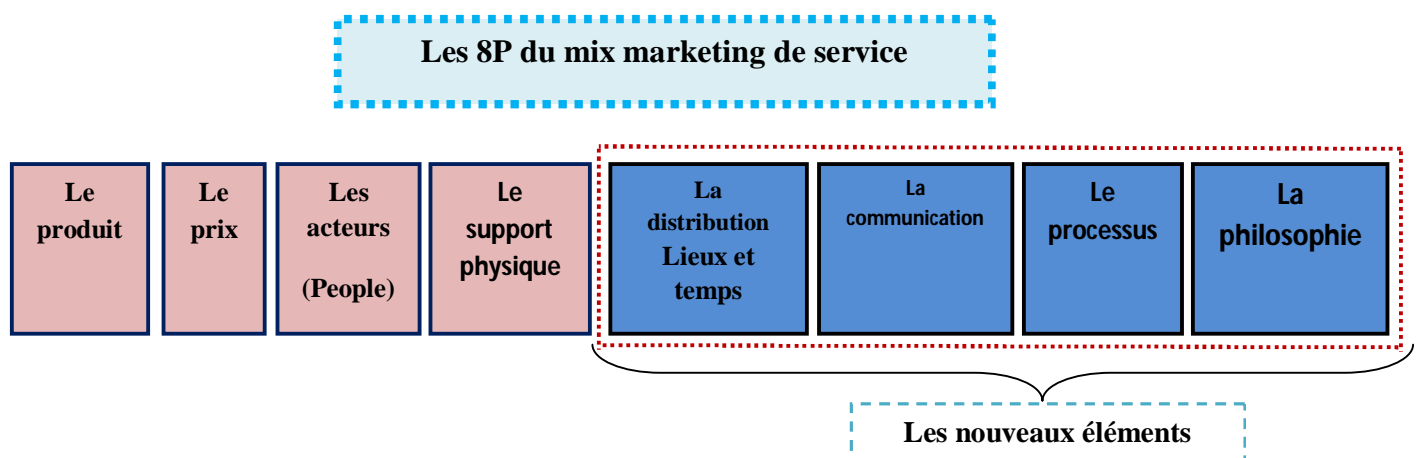 Les 8P du mix marketing de service
Le
produit
Le
prix
Les
acteurs
(People)
Le
support
physique
La
distribution
Lieux et
temps
La
communication
Le
processus
La
philosophie
Les nouveaux éléments